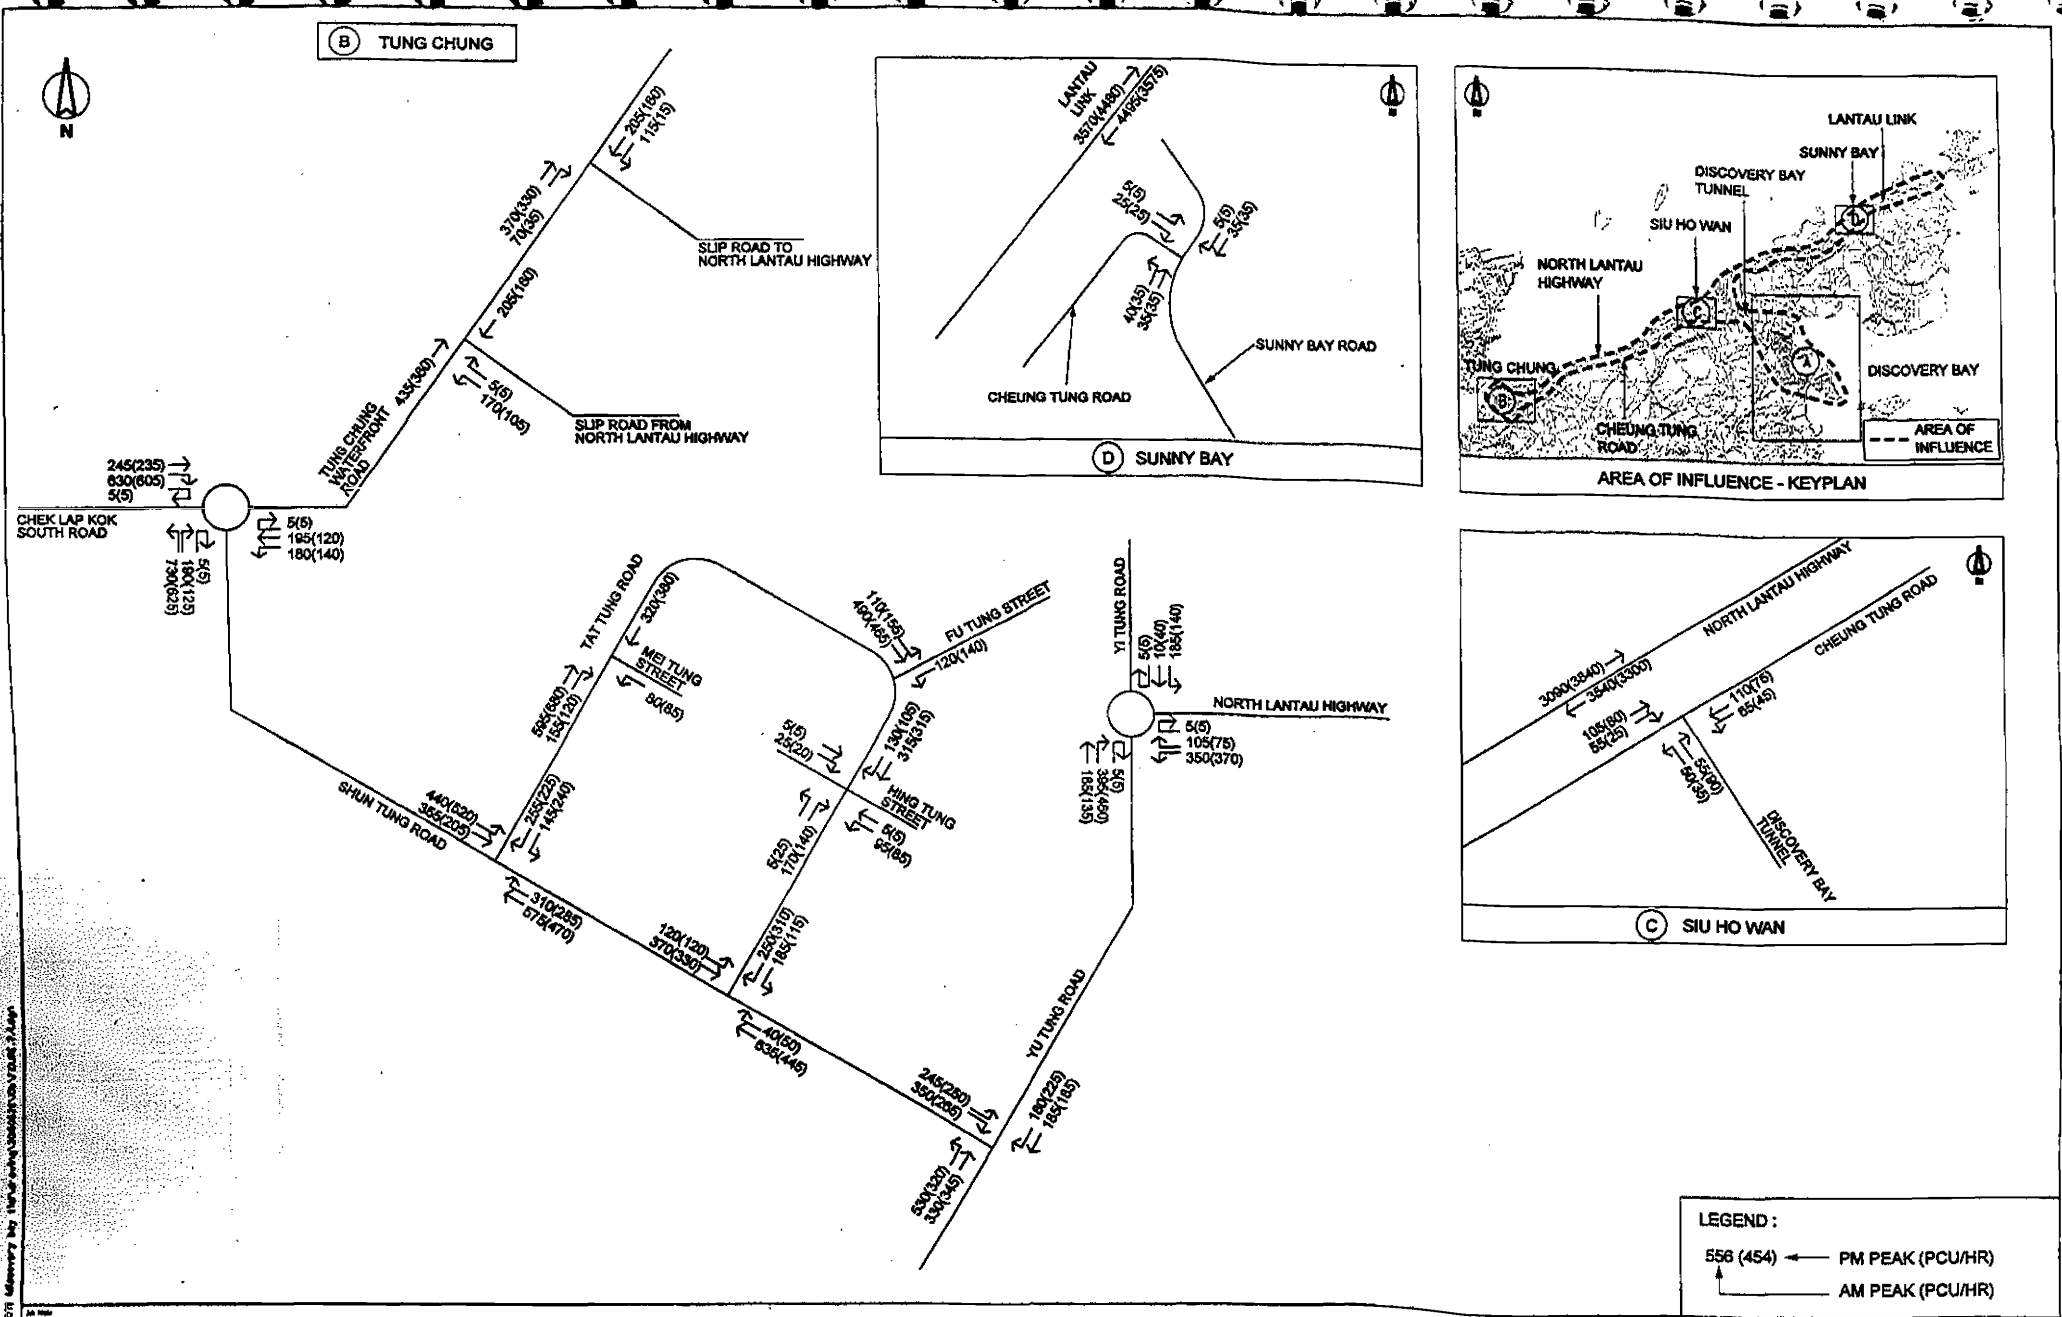 B TUNG CHUNG
N
205(160)
115(15)
370(330)
70(35)
SLIP ROAD TO
NORTH LANTAU HIGHWAY
205(160)
435(380)
5(5)
170(105)
TUNG CHUNG
WATERFRONT
ROAD
SLIP ROAD FROM
NORTH LANTAU HIGHWAY
245(235)
630(605)
5(5)
CHEK LAP KOK
SOUTH ROAD
5(5)
195(120)
180(140)
5(5)
190(125)
730(625)
TAT TUNG ROAD
320(380)
MEI TUNG
STREET
80(85)
595(680)
155(120)
110(155)
490(465)
FU TUNG STREET
120(140)
130(105)
315(315)
5(5)
25(20)
HING TUNG
STREET
5(5)
95(85)
5(25)
170(140)
SHUN TUNG ROAD
440(520)
355(205)
255(225)
145(240)
310(285)
575(470)
120(120)
370(330)
250(310)
185(115)
40(50)
635(445)
245(250)
350(265)
180(225)
185(185)
530(320)
330(345)
YU TUNG ROAD
YI TUNG ROAD
5(5)
10(40)
185(140)
NORTH LANTAU HIGHWAY
5(5)
105(75)
350(370)
5(5)
395(460)
185(135)
LANTAU
LINK
3570(4480)
4495(3575)
5(5)
25(25)
5(5)
35(35)
40(35)
35(35)
SUNNY BAY ROAD
CHEUNG TUNG ROAD
D SUNNY BAY
N
LANTAU LINK
SUNNY BAY
DISCOVERY BAY
TUNNEL
SIU HO WAN
NORTH LANTAU
HIGHWAY
D
C
A
B
TUNG CHUNG
DISCOVERY BAY
CHEUNG TUNG
ROAD
AREA OF
INFLUENCE
AREA OF INFLUENCE - KEYPLAN
NORTH LANTAU HIGHWAY
CHEUNG TUNG ROAD
3090(3840)
3540(3300)
110(75)
65(45)
105(80)
55(25)
55(90)
50(35)
DISCOVERY BAY
TUNNEL
C SIU HO WAN
LEGEND :
556 (454) PM PEAK (PCU/HR)
AM PEAK (PCU/HR)